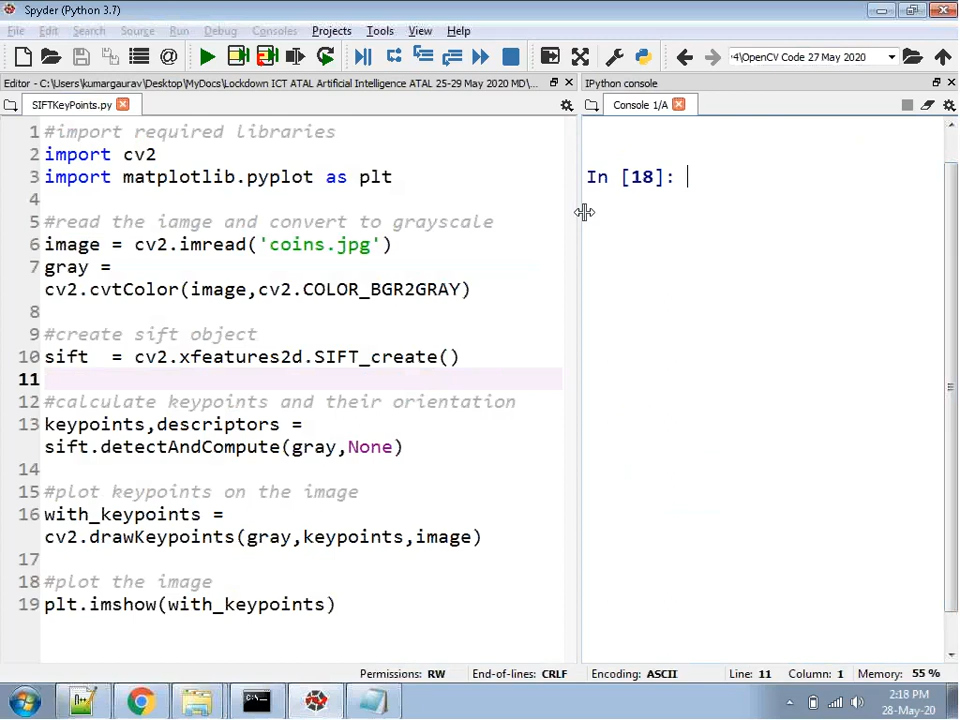 Spyder (Python 3.7)
File Edit Search Source Run Debug Consoles Projects Tools View Help
4\OpenCV Code 27 May 2020
Editor - C:\Users\kumargaurav\Desktop\MyDocs\Lockdown ICT ATAL Artificial Intelligence ATAL 25-29 May 2020 MD\...
IPython console
SIFTKeyPoints.py
Console 1/A
1 #import required libraries
2 import cv2
3 import matplotlib.pyplot as plt
4
5 #read the iamge and convert to grayscale
6 image = cv2.imread('coins.jpg')
7 gray =
cv2.cvtColor(image,cv2.COLOR_BGR2GRAY)
8
9 #create sift object
10 sift  = cv2.xfeatures2d.SIFT_create()
11
12 #calculate keypoints and their orientation
13 keypoints,descriptors =
sift.detectAndCompute(gray,None)
14
15 #plot keypoints on the image
16 with_keypoints =
cv2.drawKeypoints(gray,keypoints,image)
17
18 #plot the image
19 plt.imshow(with_keypoints)
In [18]:
Permissions: RW End-of-lines: CRLF Encoding: ASCII Line: 11 Column: 1 Memory: 55 %
2:18 PM
28-May-20